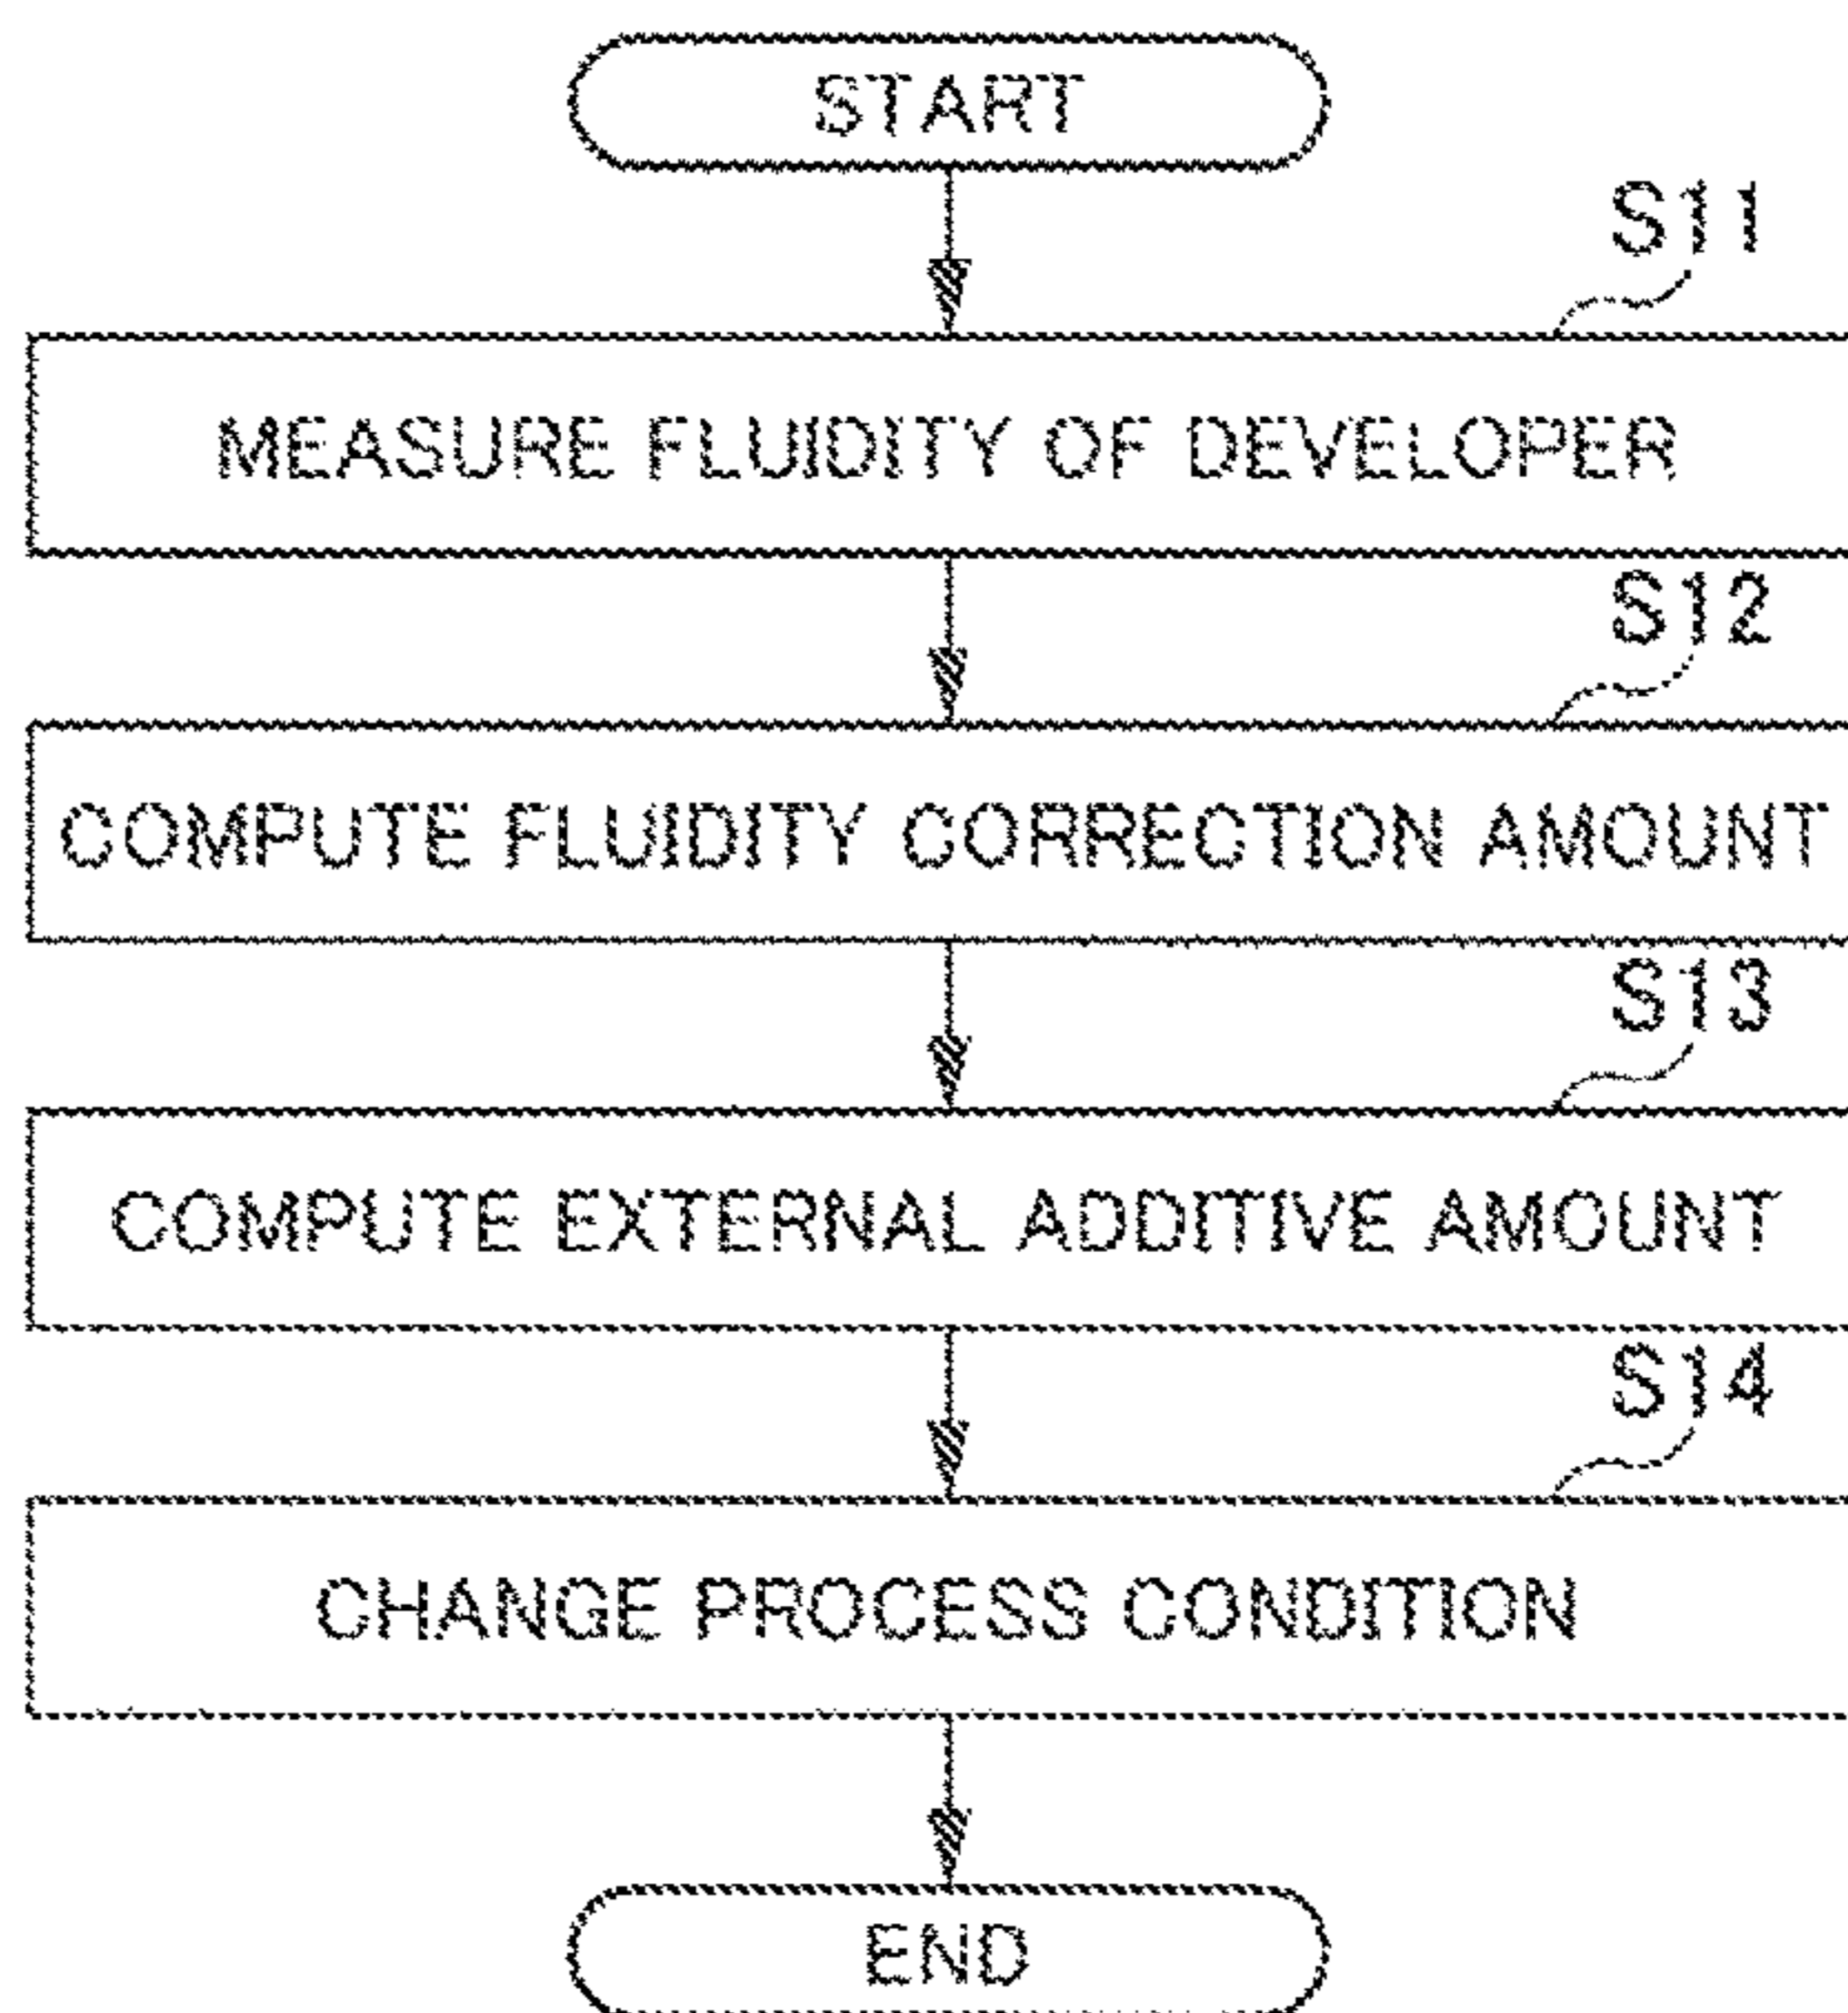 START
S11
MEASURE FLUIDITY OF DEVELOPER
S12
COMPUTE FLUIDITY CORRECTION AMOUNT
S13
COMPUTE EXTERNAL ADDITIVE AMOUNT
S14
CHANGE PROCESS CONDITION
END